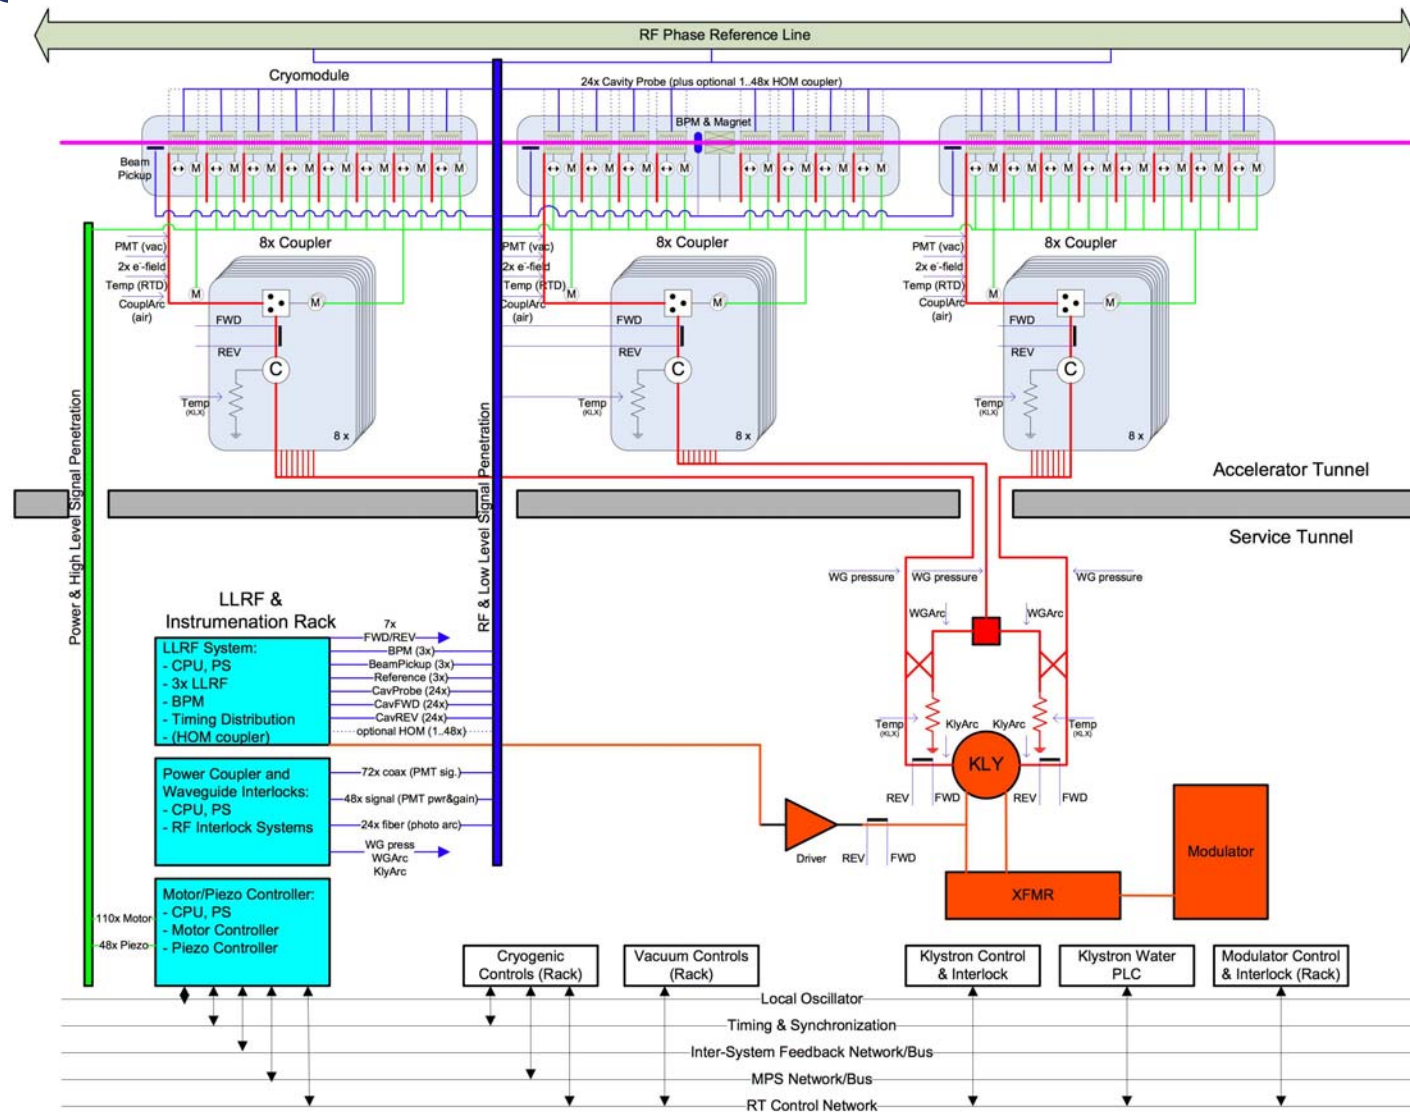 RF Phase Reference Line
Cryomodule
24x Cavity Probe (plus optional 1..48x HOM coupler)
BPM & Magnet
Beam
Pickup
M M M M M M M M
M M M M M M M M
M M M M M M M M
8x Coupler
8x Coupler
8x Coupler
PMT (vac)
2x e-field
Temp (RTD)
CouplArc
(air)
M
M
FWD
REV
C
Temp
(KLX)
8 x
PMT (vac)
2x e-field
Temp (RTD)
CouplArc
(air)
M
M
FWD
REV
C
Temp
(KLX)
8 x
PMT (vac)
2x e-field
Temp (RTD)
CouplArc
(air)
M
M
FWD
REV
C
Temp
(KLX)
8 x
Power & High Level Signal Penetration
RF & Low Level Signal Penetration
Accelerator Tunnel
Service Tunnel
WG pressure
WG pressure
WG pressure
WGArc
WGArc
Temp
(KLX)
KlyArc
KlyArc
Temp
(KLX)
KLY
REV
FWD
REV
FWD
LLRF &
Instrumenation Rack
LLRF System:
- CPU, PS
- 3x LLRF
- BPM
- Timing Distribution
- (HOM coupler)
7x
FWD/REV
BPM (3x)
BeamPickup (3x)
Reference (3x)
CavProbe (24x)
CavFWD (24x)
CavREV (24x)
optional HOM (1..48x)
Power Coupler and
Waveguide Interlocks:
- CPU, PS
- RF Interlock Systems
72x coax (PMT sig.)
48x signal (PMT pwr&gain)
24x fiber (photo arc)
WG press
WGArc
KlyArc
Driver
REV
FWD
Modulator
XFMR
Motor/Piezo Controller:
- CPU, PS
- Motor Controller
- Piezo Controller
110x Motor
48x Piezo
Cryogenic
Controls (Rack)
Vacuum Controls
(Rack)
Klystron Control
& Interlock
Klystron Water
PLC
Modulator Control
& Interlock (Rack)
Local Oscillator
Timing & Synchronization
Inter-System Feedback Network/Bus
MPS Network/Bus
RT Control Network